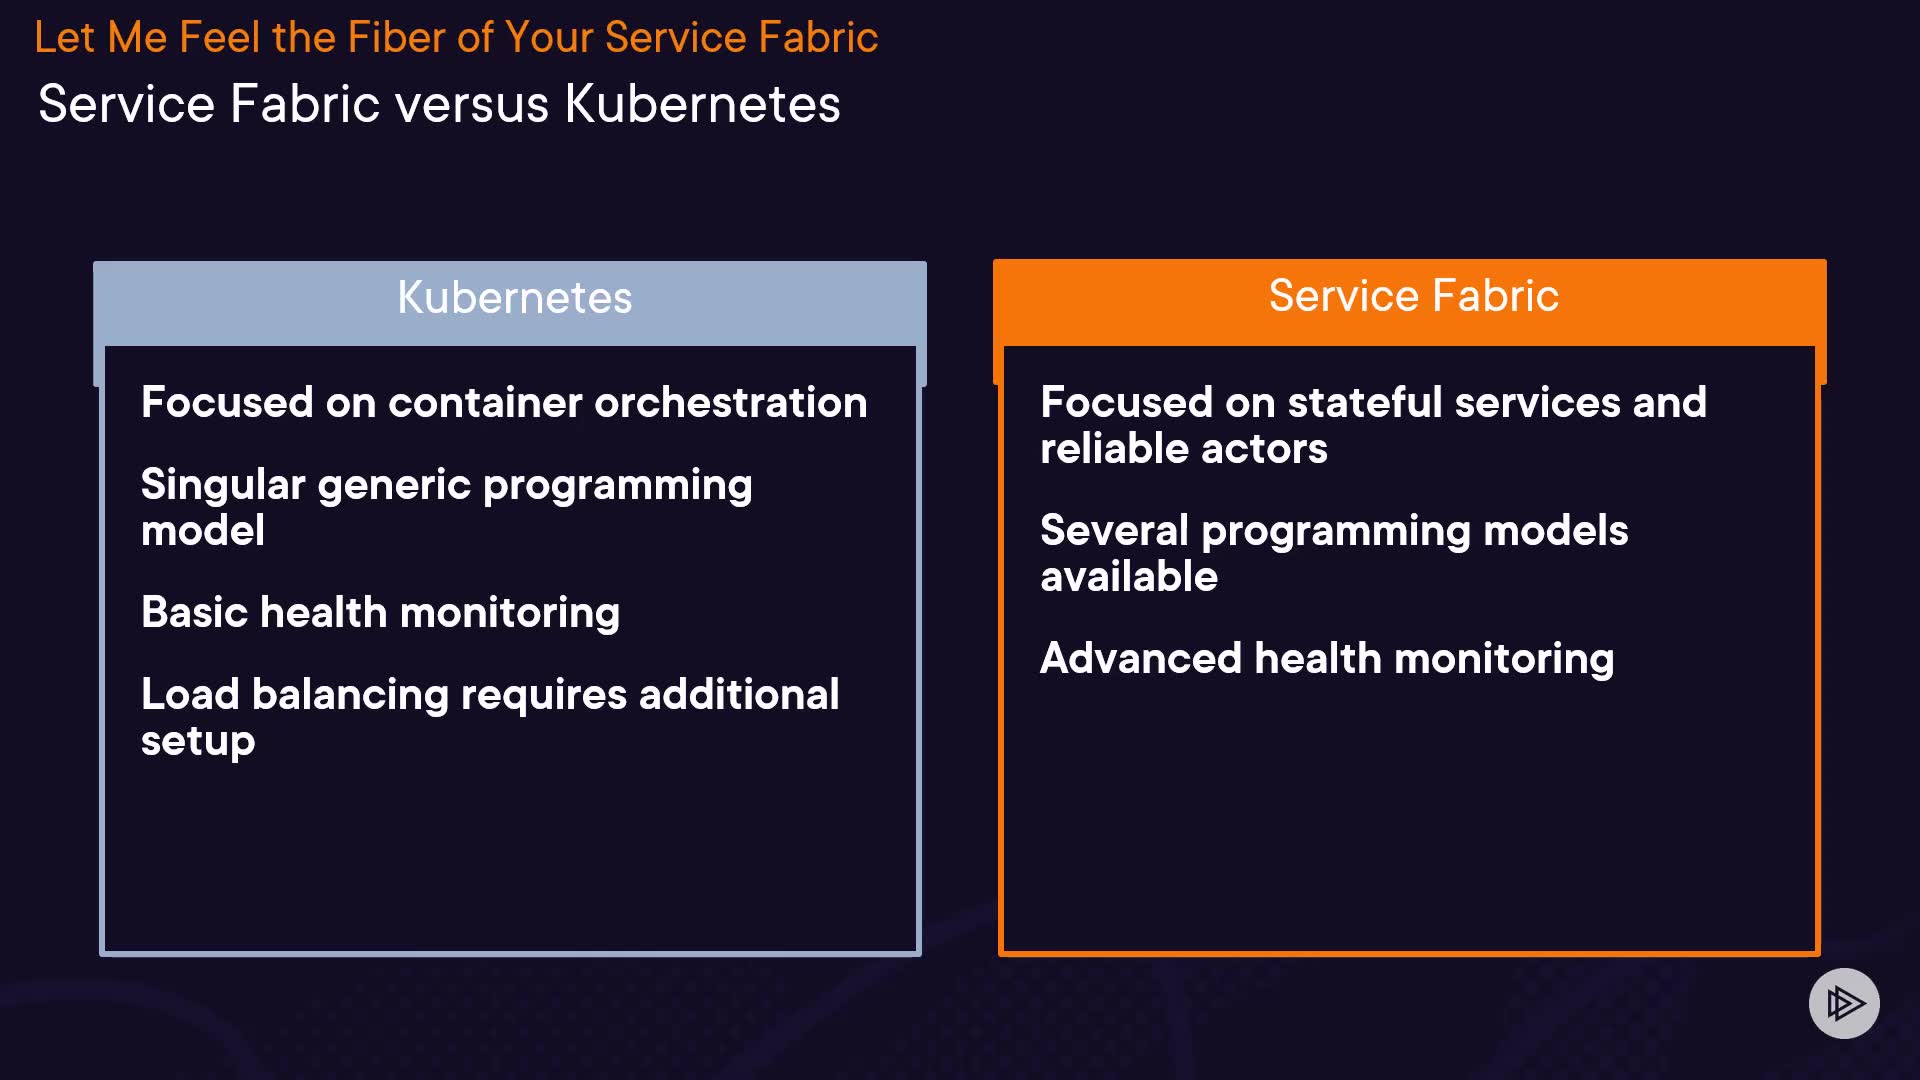 Let Me Feel the Fiber of Your Service Fabric
Service Fabric versus Kubernetes
Kubernetes
Focused on container orchestration
Singular generic programming
model
Basic health monitoring
Load balancing requires additional
setup
Service Fabric
Focused on stateful services and
reliable actors
Several programming models
available
Advanced health monitoring